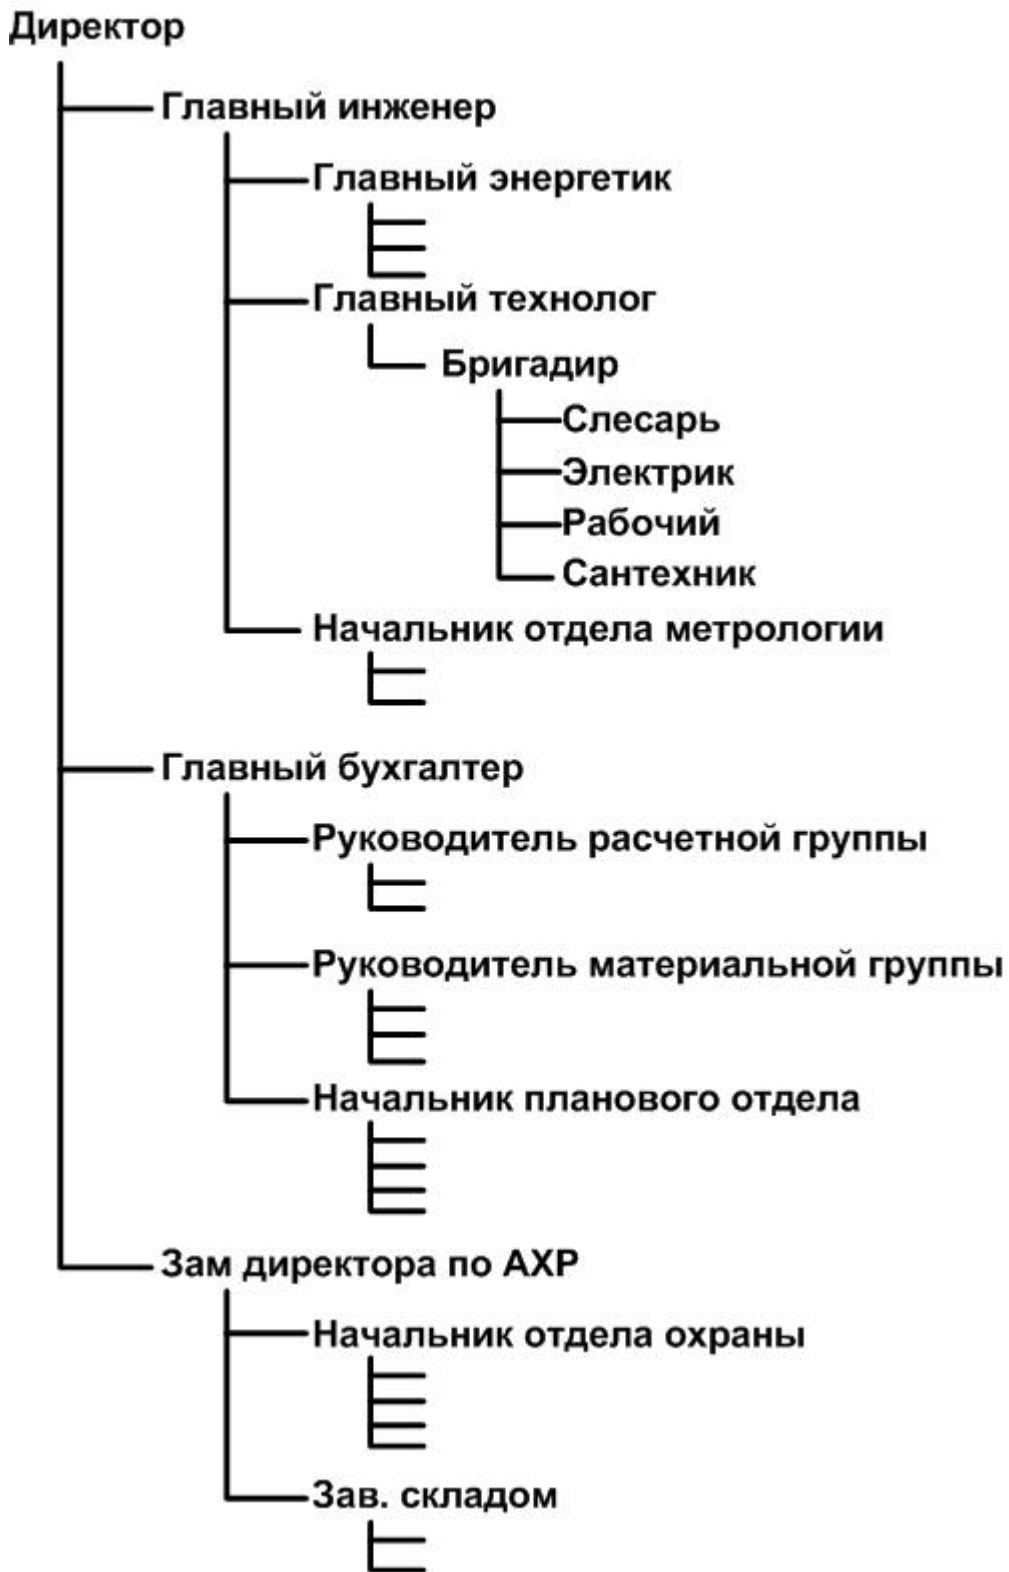 Директор
Главный инженер
Главный энергетик
Главный технолог
Бригадир
Слесарь
Электрик
Рабочий
Сантехник
Начальник отдела метрологии
Главный бухгалтер
Руководитель расчетной группы
Руководитель материальной группы
Начальник планового отдела
Зам директора по АХР
Начальник отдела охраны
Зав. складом